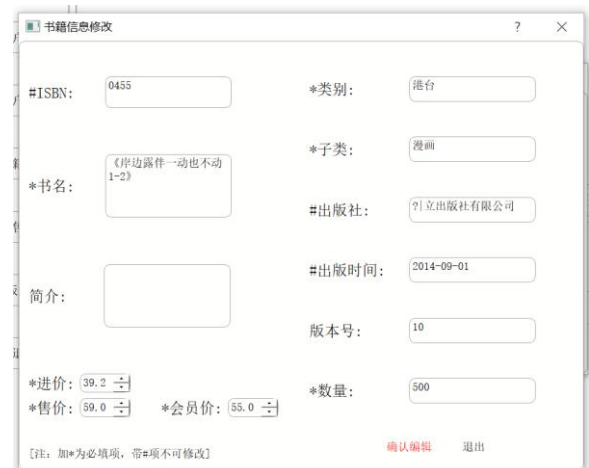 书籍信息修改
#ISBN: 0455
*书名: 《岸边露伴一动也不动
1-2》
简介:
*进价: 39.2
*售价: 59.0 *会员价: 55.0
[注: 加*为必填项, 带#项不可修改]
*类别: 港台
*子类: 漫画
#出版社: ?|立出版社有限公司
#出版时间: 2014-09-01
版本号: 10
*数量: 500
确认编辑 退出